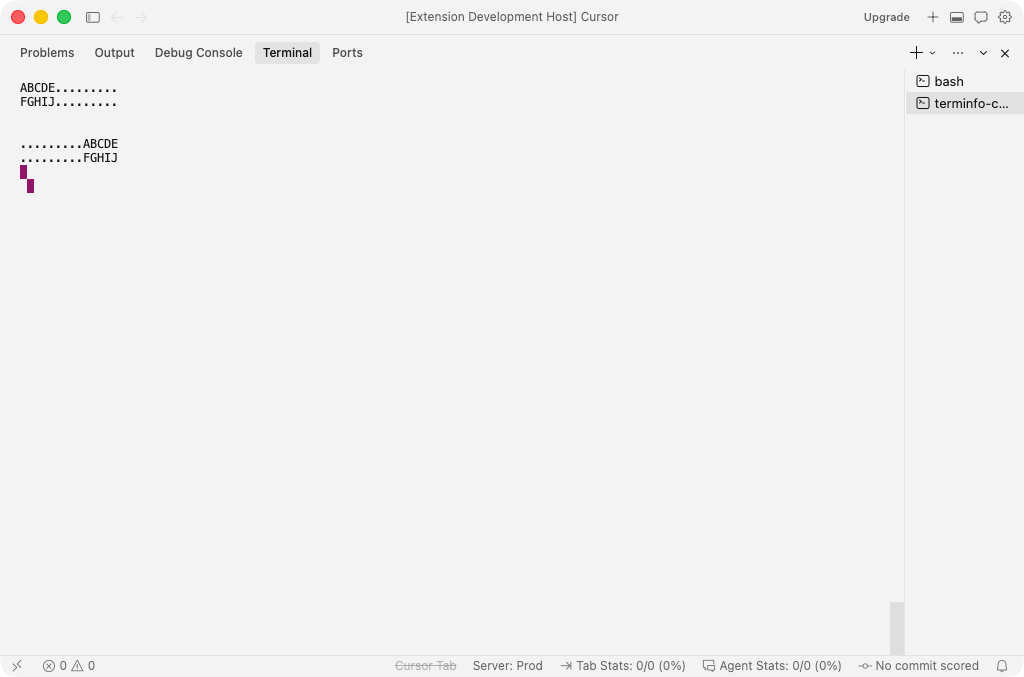 [Extension Development Host] Cursor
Upgrade
Problems Output Debug Console Terminal Ports
ABCDE.........
FGHIJ.........
.........ABCDE
.........FGHIJ
bash
terminfo-c...
0 0 Cursor Tab Server: Prod Tab Stats: 0/0 (0%) Agent Stats: 0/0 (0%) No commit scored